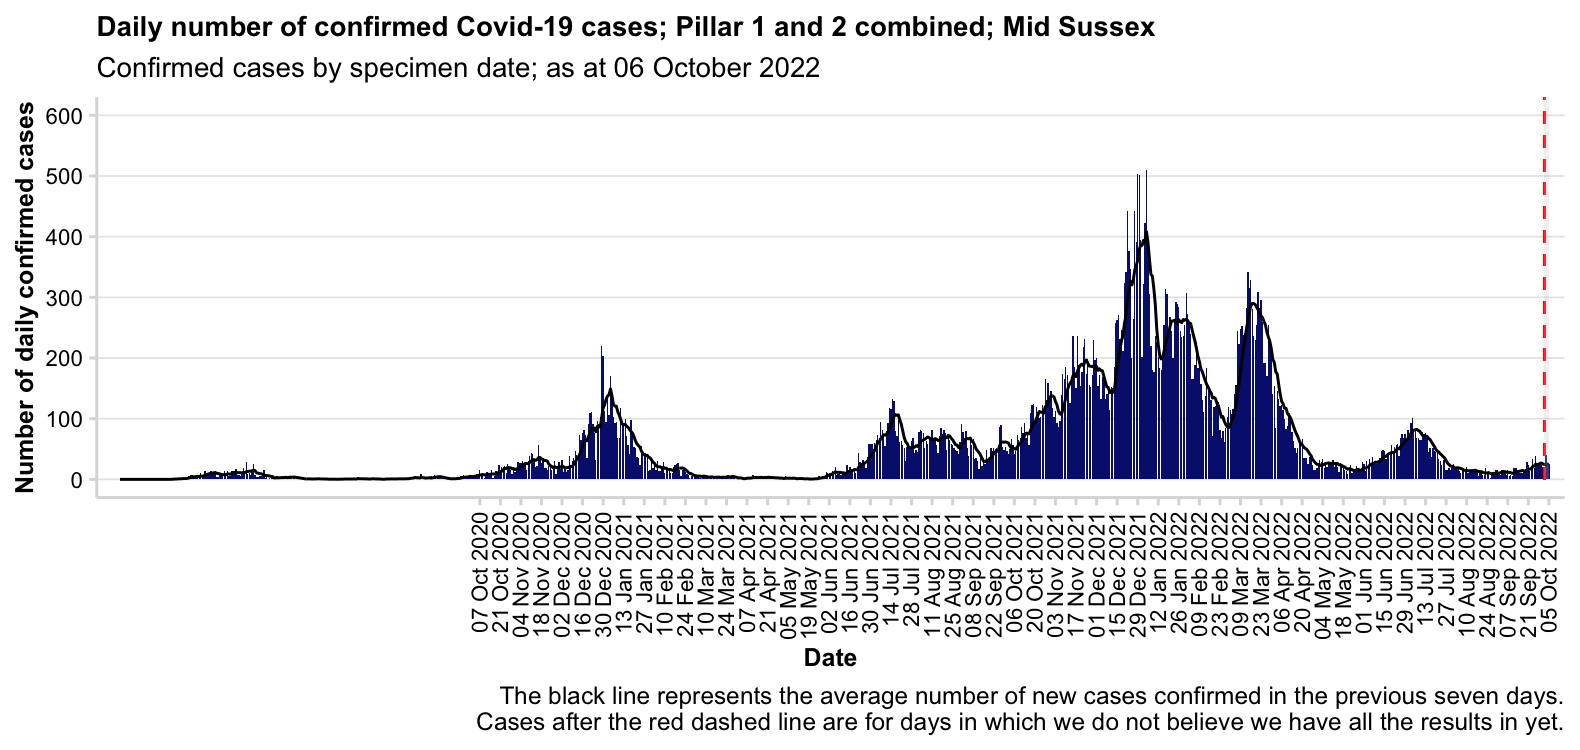 Daily number of confirmed Covid-19 cases; Pillar 1 and 2 combined; Mid Sussex
Confirmed cases by specimen date; as at 06 October 2022
Number of daily confirmed cases
600
500
400
300
200
100
0
07 Oct 2020
21 Oct 2020
04 Nov 2020
18 Nov 2020
02 Dec 2020
16 Dec 2020
30 Dec 2020
13 Jan 2021
27 Jan 2021
10 Feb 2021
24 Feb 2021
10 Mar 2021
24 Mar 2021
07 Apr 2021
21 Apr 2021
05 May 2021
19 May 2021
02 Jun 2021
16 Jun 2021
30 Jun 2021
14 Jul 2021
28 Jul 2021
11 Aug 2021
25 Aug 2021
08 Sep 2021
22 Sep 2021
06 Oct 2021
20 Oct 2021
03 Nov 2021
17 Nov 2021
01 Dec 2021
15 Dec 2021
29 Dec 2021
12 Jan 2022
26 Jan 2022
09 Feb 2022
23 Feb 2022
09 Mar 2022
23 Mar 2022
06 Apr 2022
20 Apr 2022
04 May 2022
18 May 2022
01 Jun 2022
15 Jun 2022
29 Jun 2022
13 Jul 2022
27 Jul 2022
10 Aug 2022
24 Aug 2022
07 Sep 2022
21 Sep 2022
05 Oct 2022
Date
The black line represents the average number of new cases confirmed in the previous seven days.
Cases after the red dashed line are for days in which we do not believe we have all the results in yet.